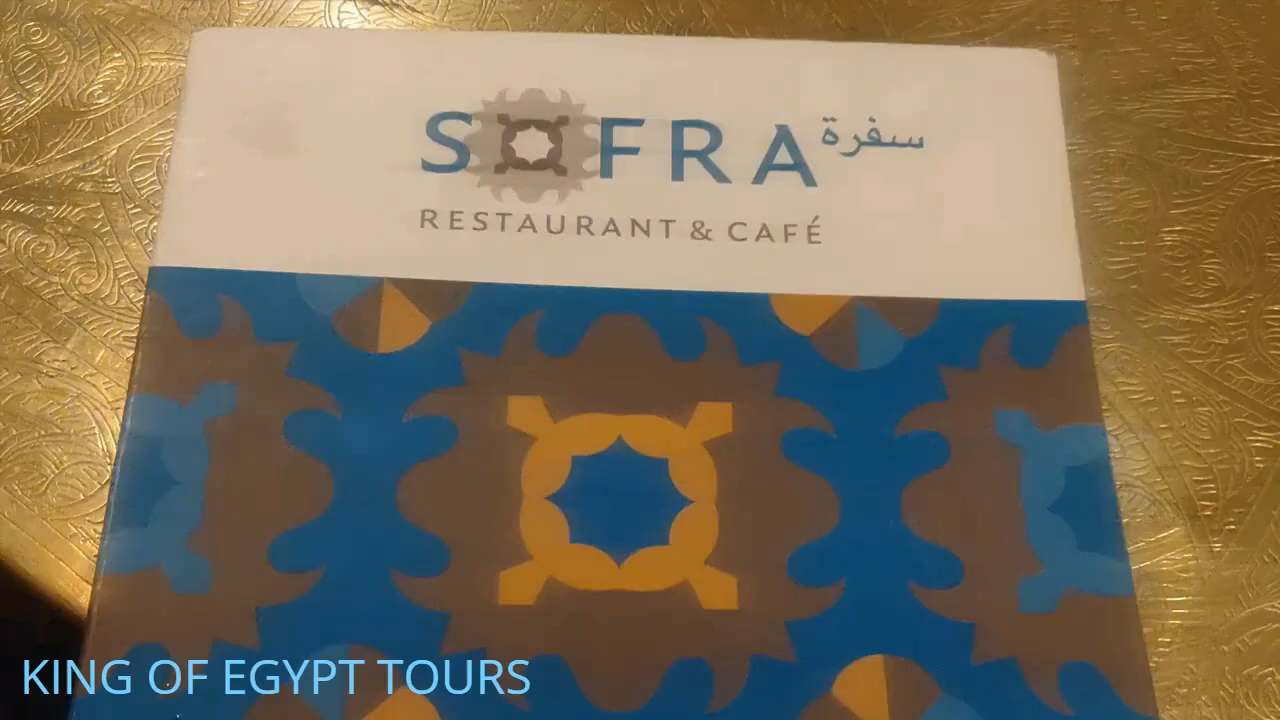 SOFRA سفرة
RESTAURANT & CAFÉ
KING OF EGYPT TOURS